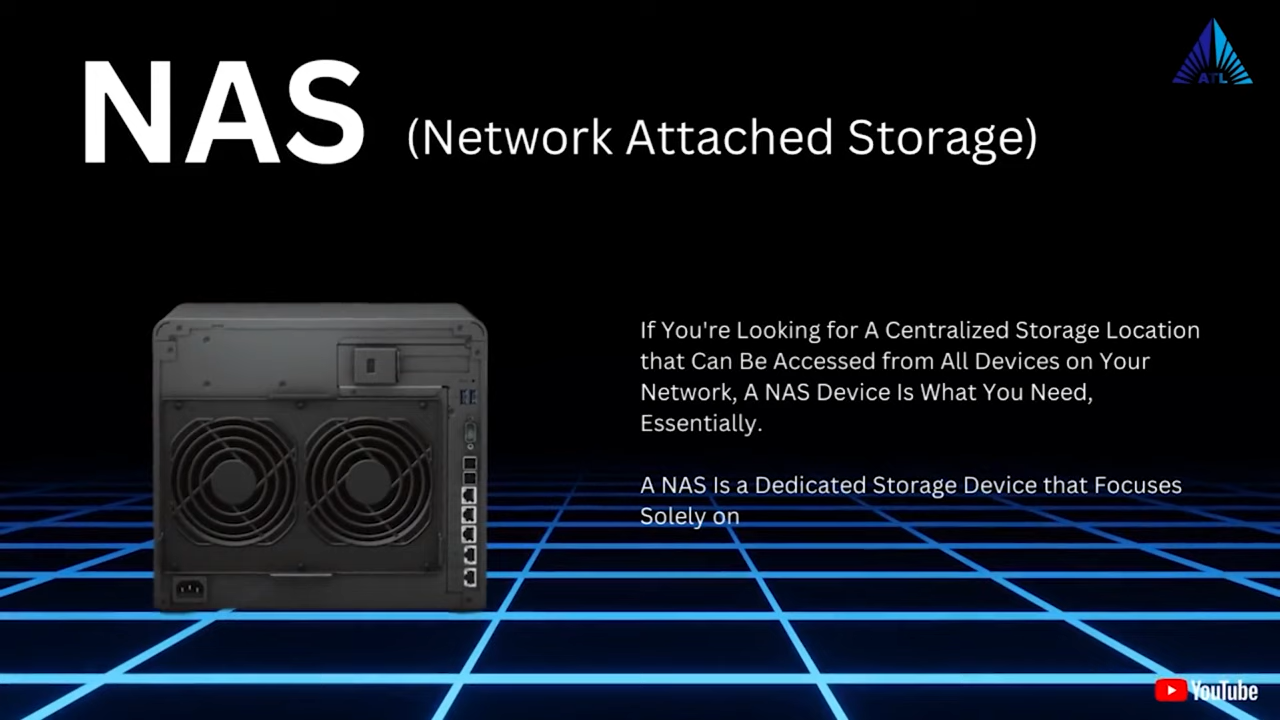 ATL
NAS (Network Attached Storage)
If You're Looking for A Centralized Storage Location
that Can Be Accessed from All Devices on Your
Network, A NAS Device Is What You Need,
Essentially.
A NAS Is a Dedicated Storage Device that Focuses
Solely on
YouTube